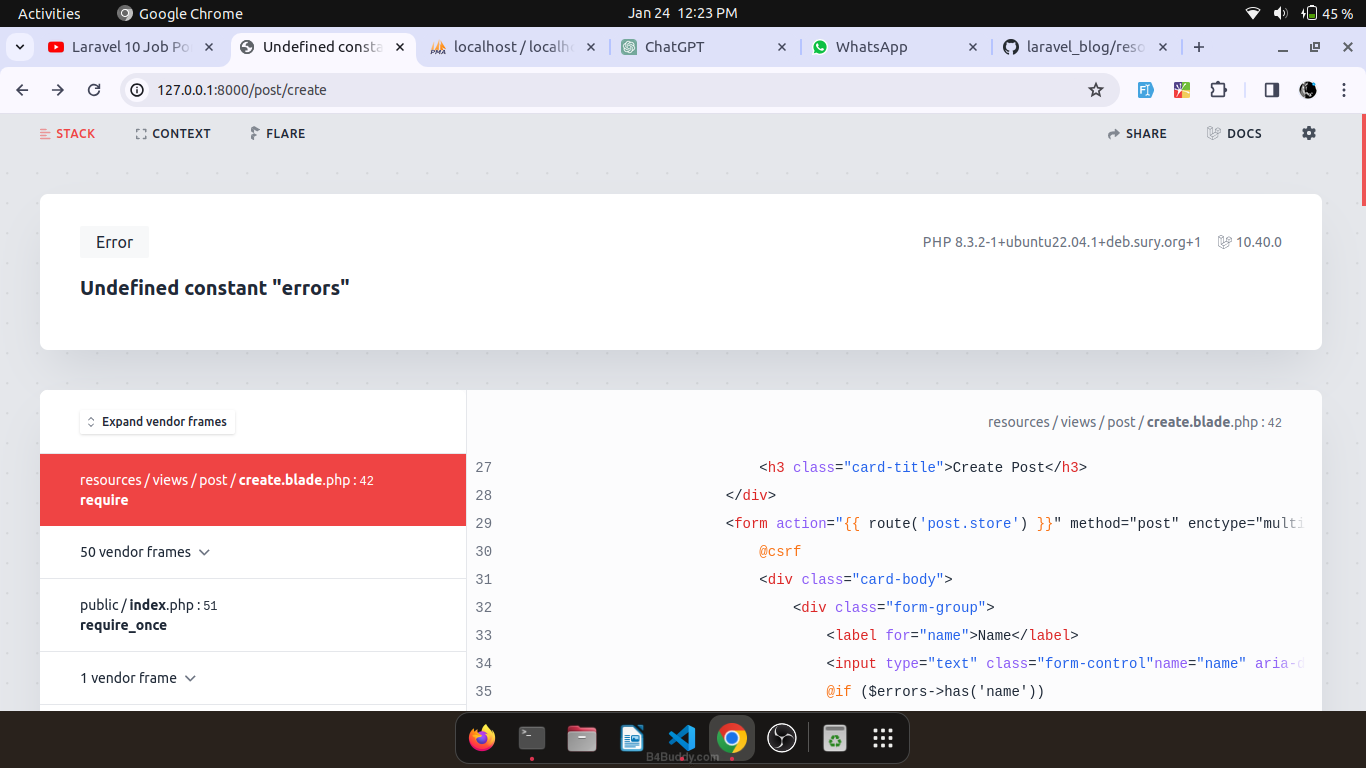 Activities Google Chrome Jan 24 12:23 PM 45 %
Laravel 10 Job Po Undefined consta localhost / localho ChatGPT WhatsApp laravel_blog/reso
127.0.0.1:8000/post/create
STACK CONTEXT FLARE SHARE DOCS
Error PHP 8.3.2-1+ubuntu22.04.1+deb.sury.org+1 10.40.0
Undefined constant "errors"
Expand vendor frames
resources / views / post / create.blade.php : 42
require
50 vendor frames
public / index.php : 51
require_once
1 vendor frame
resources / views / post / create.blade.php : 42
27 <h3 class="card-title">Create Post</h3>
28 </div>
29 <form action="{{ route('post.store') }}" method="post" enctype="multi
30 @csrf
31 <div class="card-body">
32 <div class="form-group">
33 <label for="name">Name</label>
34 <input type="text" class="form-control"name="name" aria-d
35 @if ($errors->has('name'))
B4Buddy.com